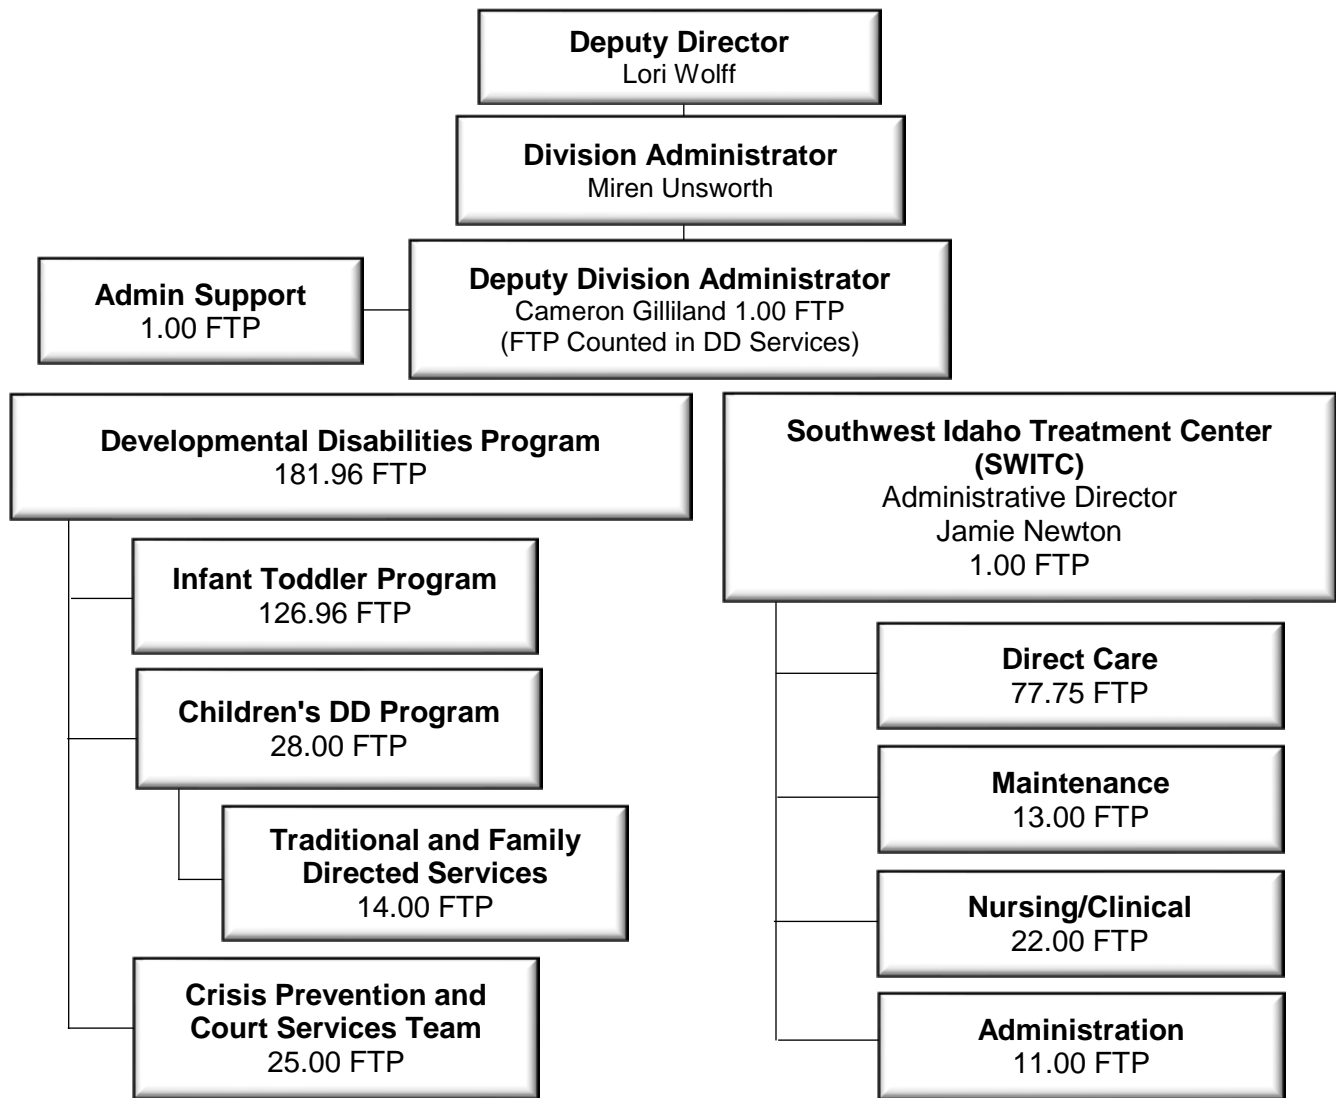 Deputy Director
Lori Wolff
Division Administrator
Miren Unsworth
Admin Support
1.00 FTP
Deputy Division Administrator
Cameron Gilliland 1.00 FTP
(FTP Counted in DD Services)
Developmental Disabilities Program
181.96 FTP
Infant Toddler Program
126.96 FTP
Children's DD Program
28.00 FTP
Traditional and Family
Directed Services
14.00 FTP
Crisis Prevention and
Court Services Team
25.00 FTP
Southwest Idaho Treatment Center
(SWITC)
Administrative Director
Jamie Newton
1.00 FTP
Direct Care
77.75 FTP
Maintenance
13.00 FTP
Nursing/Clinical
22.00 FTP
Administration
11.00 FTP